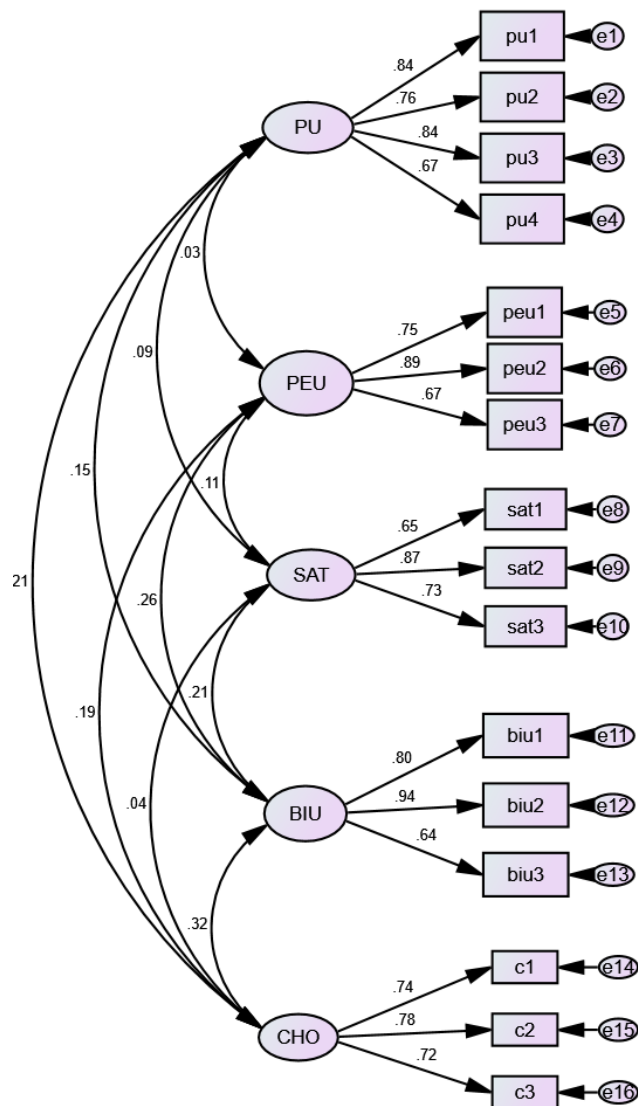 pu1
e1
.84
pu2
e2
.76
PU
.84
pu3
e3
.67
pu4
e4
.03
peu1
e5
.75
.09
peu2
e6
.89
PEU
.67
peu3
e7
.15
.11
sat1
e8
.65
.87
sat2
e9
SAT
21
.26
.73
sat3
e10
.21
.19
biu1
e11
.80
.04
.94
biu2
e12
BIU
.64
biu3
e13
.32
c1
e14
.74
.78
c2
e15
CHO
.72
c3
e16